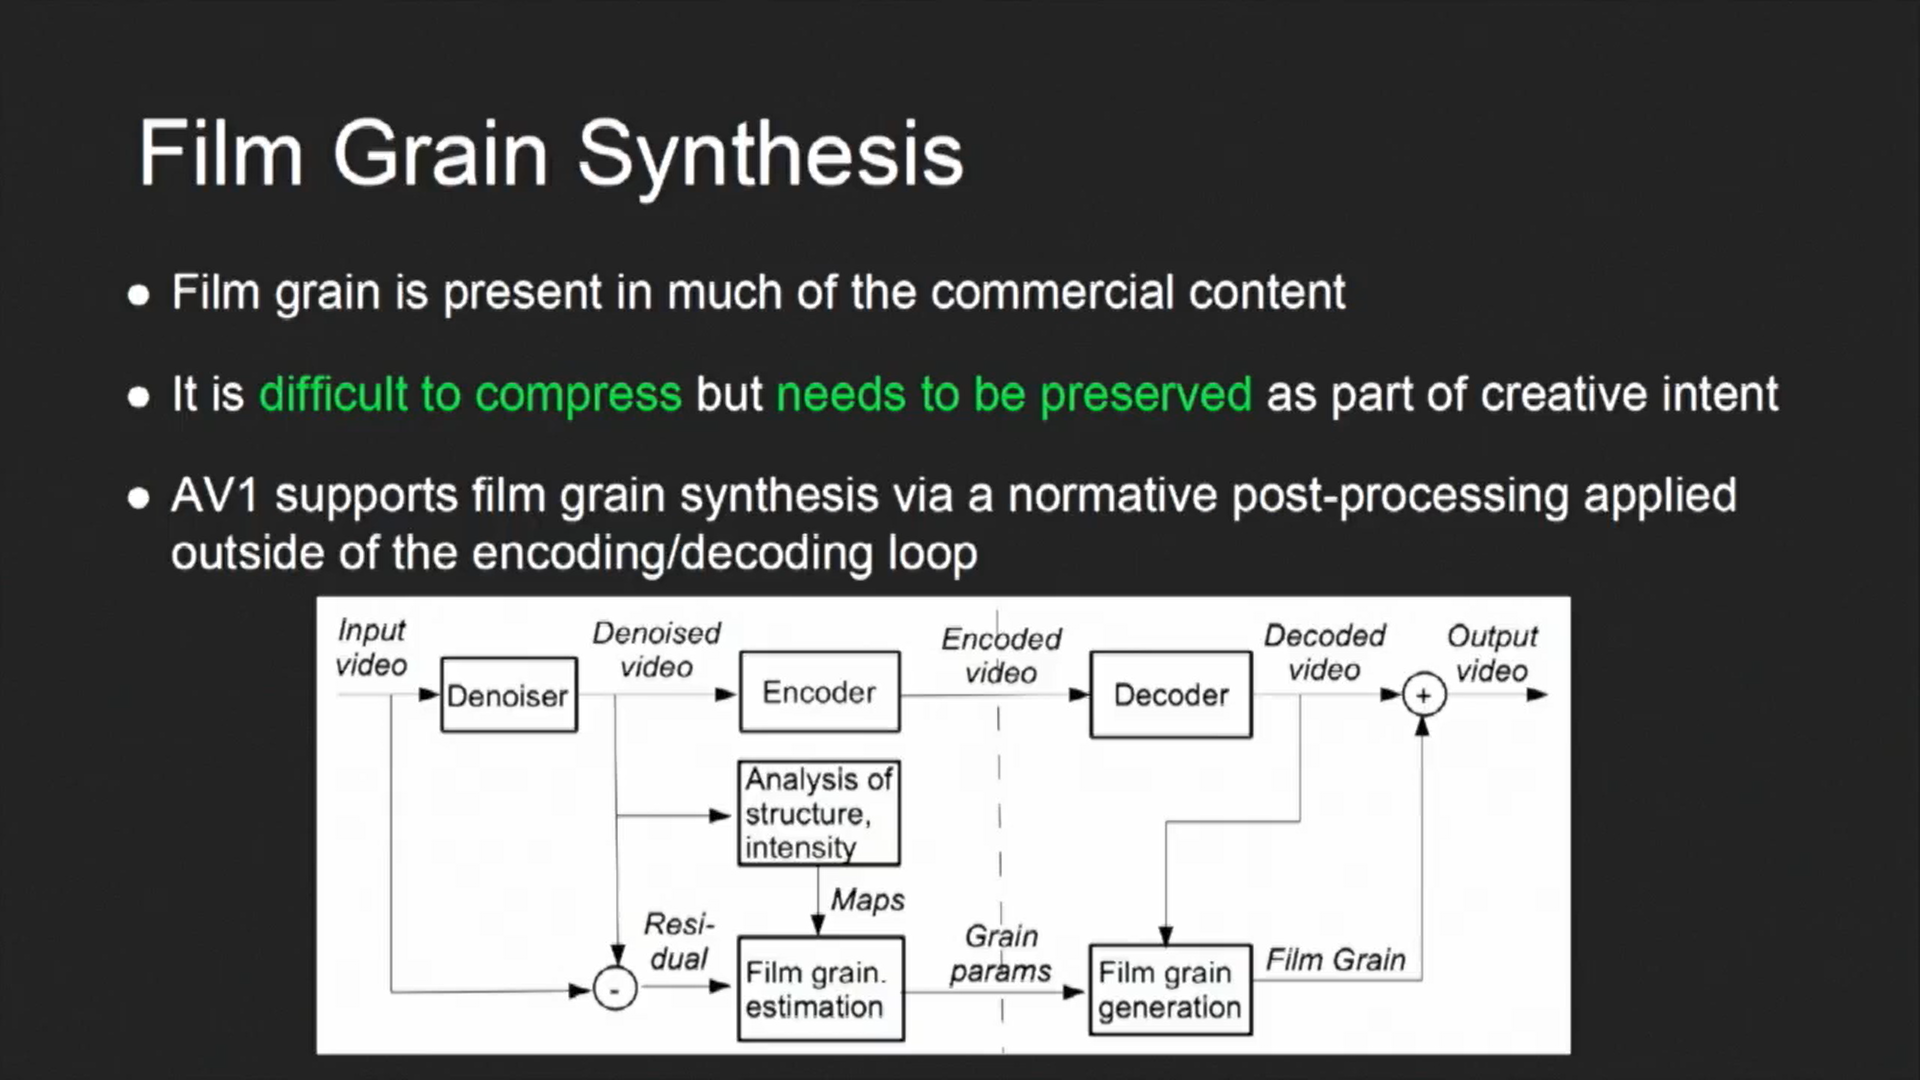 Film Grain Synthesis
● Film grain is present in much of the commercial content
● It is difficult to compress but needs to be preserved as part of creative intent
● AV1 supports film grain synthesis via a normative post-processing applied
outside of the encoding/decoding loop
Input
video
Denoiser
Denoised
video
Encoder
Encoded
video
Decoder
Decoded
video
+
Output
video
Analysis of
structure,
intensity
Maps
-
Resi-
dual
Film grain.
estimation
Grain
params
Film grain
generation
Film Grain